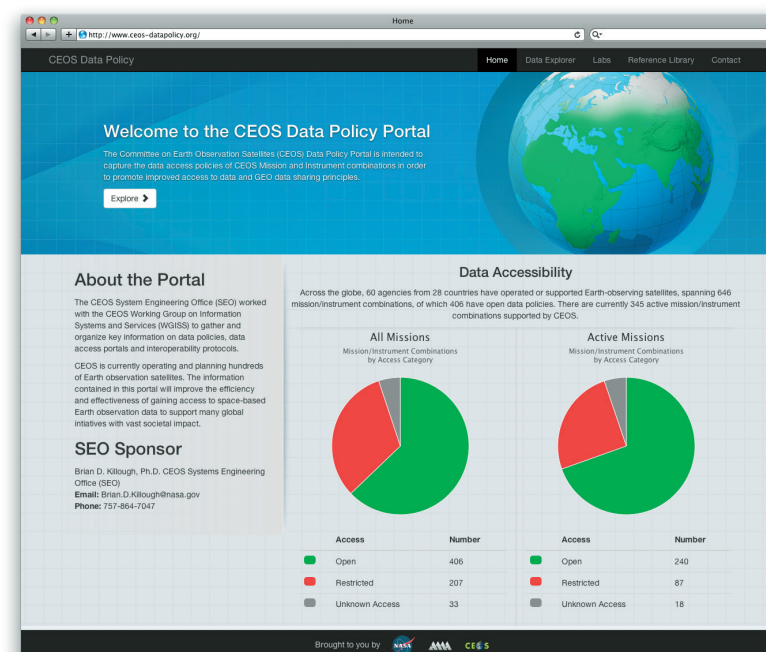 Home
http://www.ceos-datapolicy.org/
CEOS Data Policy
Home Data Explorer Labs Reference Library Contact
Welcome to the CEOS Data Policy Portal
The Committee on Earth Observation Satellites (CEOS) Data Policy Portal is intended to
capture the data access policies of CEOS Mission and Instrument combinations in order
to promote improved access to data and GEO data sharing principles.
Explore
About the Portal
The CEOS System Engineering Office (SEO) worked
with the CEOS Working Group on Information
Systems and Services (WGISS) to gather and
organize key information on data policies, data
access portals and interoperability protocols.
CEOS is currently operating and planning hundreds
of Earth observation satellites. The information
contained in this portal will improve the efficiency
and effectiveness of gaining access to space-based
Earth observation data to support many global
intiatives with vast societal impact.
SEO Sponsor
Brian D. Killough, Ph.D. CEOS Systems Engineering
Office (SEO)
Email: Brian.D.Killough@nasa.gov
Phone: 757-864-7047
Data Accessibility
Across the globe, 60 agencies from 28 countries have operated or supported Earth-observing satellites, spanning 646
mission/instrument combinations, of which 406 have open data policies. There are currently 345 active mission/instrument
combinations supported by CEOS.
All Missions
Mission/Instrument Combinations
by Access Category
Access Number
Open 406
Restricted 207
Unknown Access 33
Active Missions
Mission/Instrument Combinations
by Access Category
Access Number
Open 240
Restricted 87
Unknown Access 18
Brought to you by NASA AMA CEOS